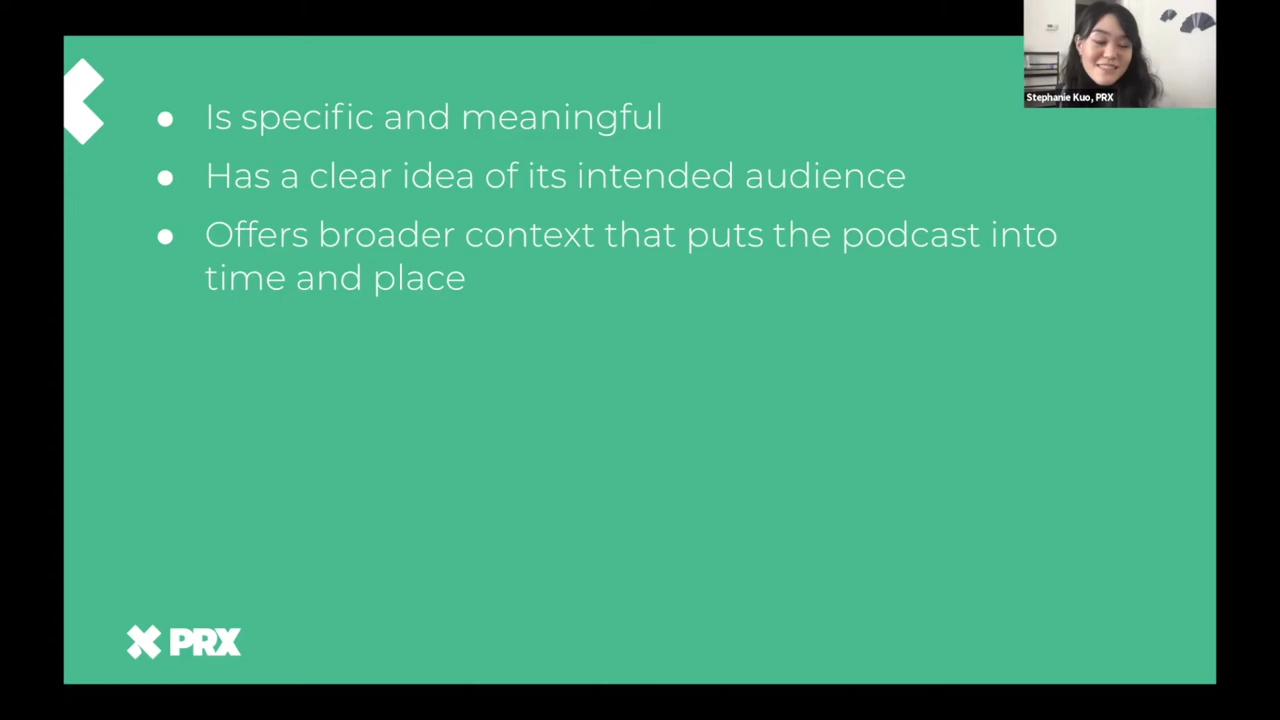 Stephanie Kuo, PRX
● Is specific and meaningful
● Has a clear idea of its intended audience
● Offers broader context that puts the podcast into
time and place
PRX